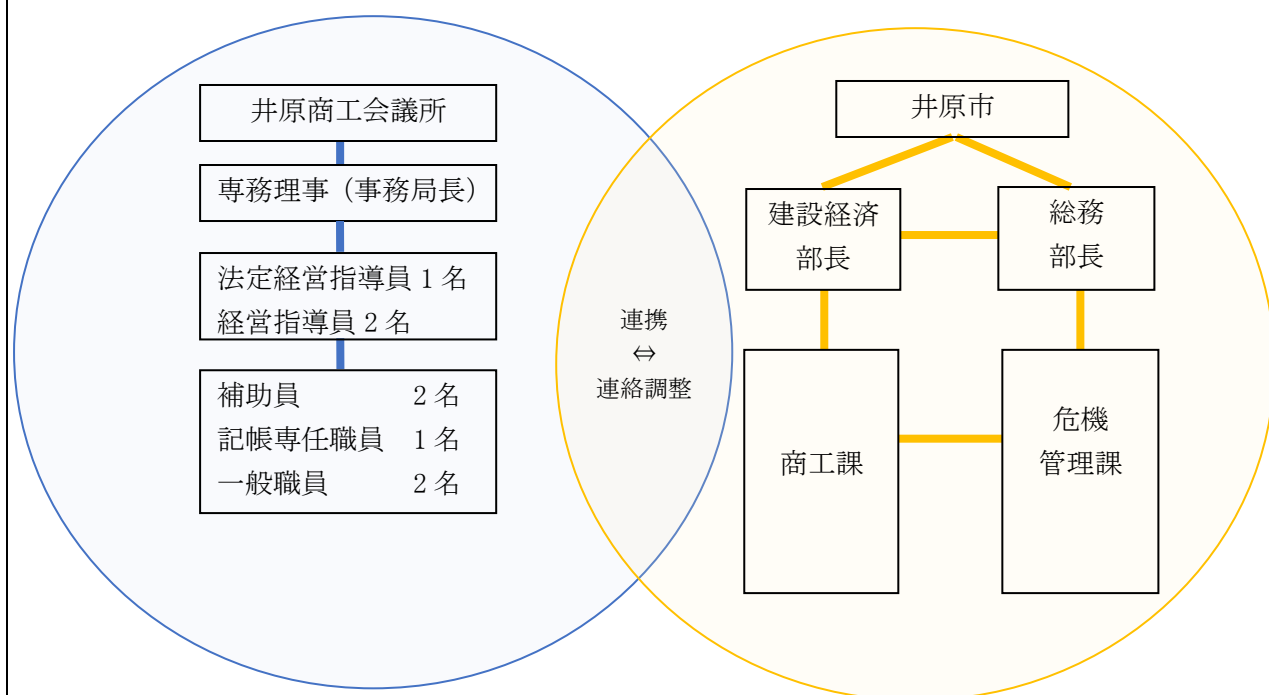 井原商工会議所
専務理事（事務局長）
法定経営指導員 1 名
経営指導員 2 名
補助員　　　　2 名
記帳専任職員　1 名
一般職員　　　2 名
連携
⇔
連絡調整
井原市
建設経済
部長
総務
部長
商工課
危機
管理課